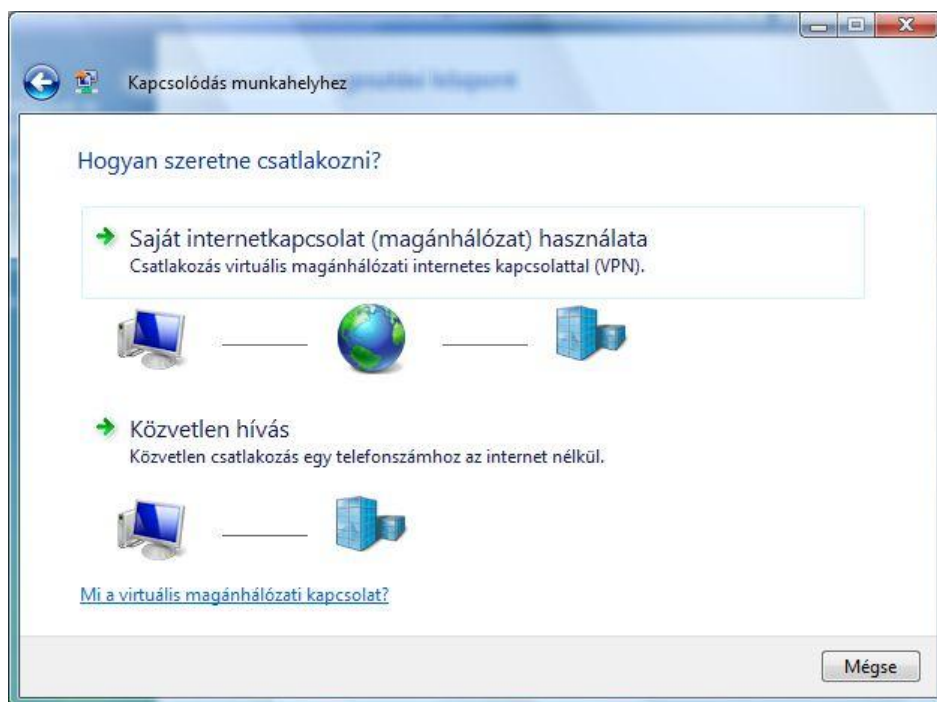 Kapcsolódás munkahelyhez
Hogyan szeretne csatlakozni?
Saját internetkapcsolat (magánhálózat) használata
Csatlakozás virtuális magánhálózati internetes kapcsolattal (VPN).
Közvetlen hívás
Közvetlen csatlakozás egy telefonszámhoz az internet nélkül.
Mi a virtuális magánhálózati kapcsolat?
Mégse